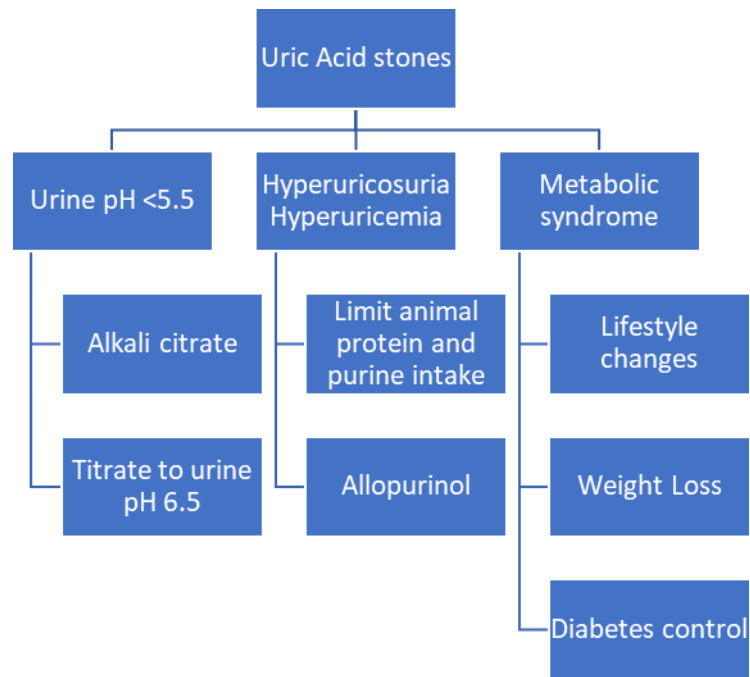 Uric Acid stones
Urine pH <5.5
Hyperuricosuria
Hyperuricemia
Metabolic
syndrome
Alkali citrate
Limit animal
protein and
purine intake
Lifestyle
changes
Titrate to urine
pH 6.5
Allopurinol
Weight Loss
Diabetes control